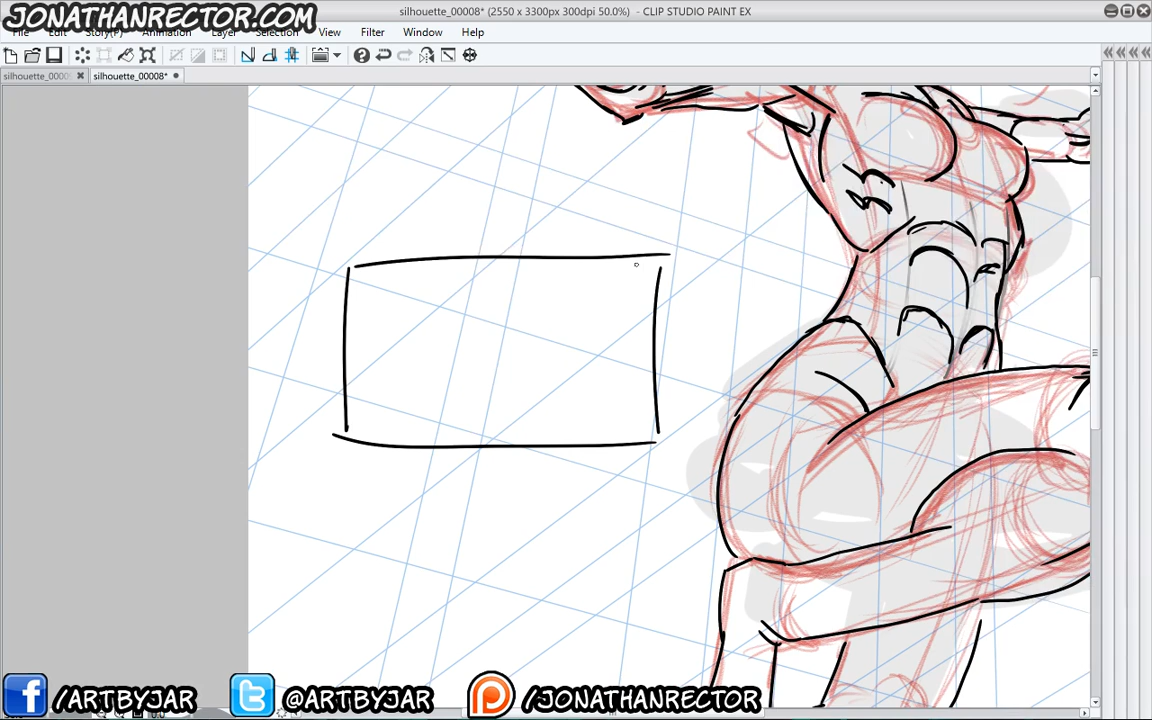 silhouette_00008* (2550 x 3300px 300dpi 50.0%) - CLIP STUDIO PAINT EX
JONATHANRECTOR.COM
File Edit Story(P) Animation Layer Selection View Filter Window Help
silhouette_0000 silhouette_00008*
/ARTBYJAR @ARTBYJAR /JONATHANRECTOR